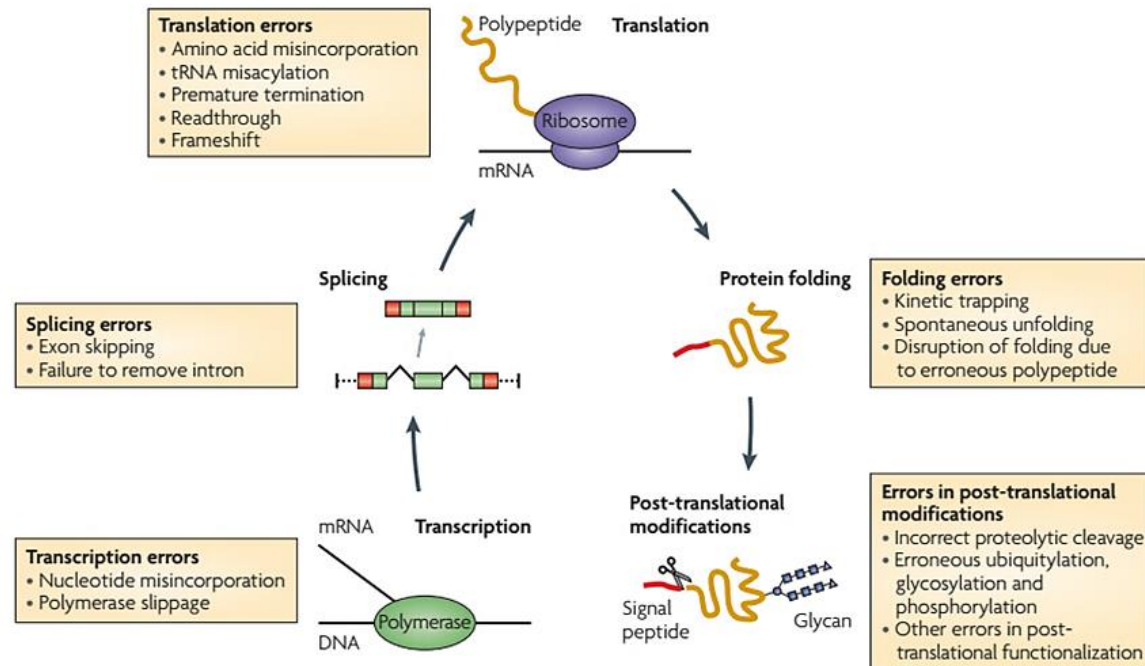 Translation errors
• Amino acid misincorporation
• tRNA misacylation
• Premature termination
• Readthrough
• Frameshift
Polypeptide
Translation
Ribosome
mRNA
Splicing
Splicing errors
• Exon skipping
• Failure to remove intron
Protein folding
Folding errors
• Kinetic trapping
• Spontaneous unfolding
• Disruption of folding due
to erroneous polypeptide
mRNA
Transcription
Transcription errors
• Nucleotide misincorporation
• Polymerase slippage
Polymerase
DNA
Post-translational
modifications
Signal
peptide
Glycan
Errors in post-translational
modifications
• Incorrect proteolytic cleavage
• Erroneous ubiquitylation,
glycosylation and
phosphorylation
• Other errors in post-
translational functionalization